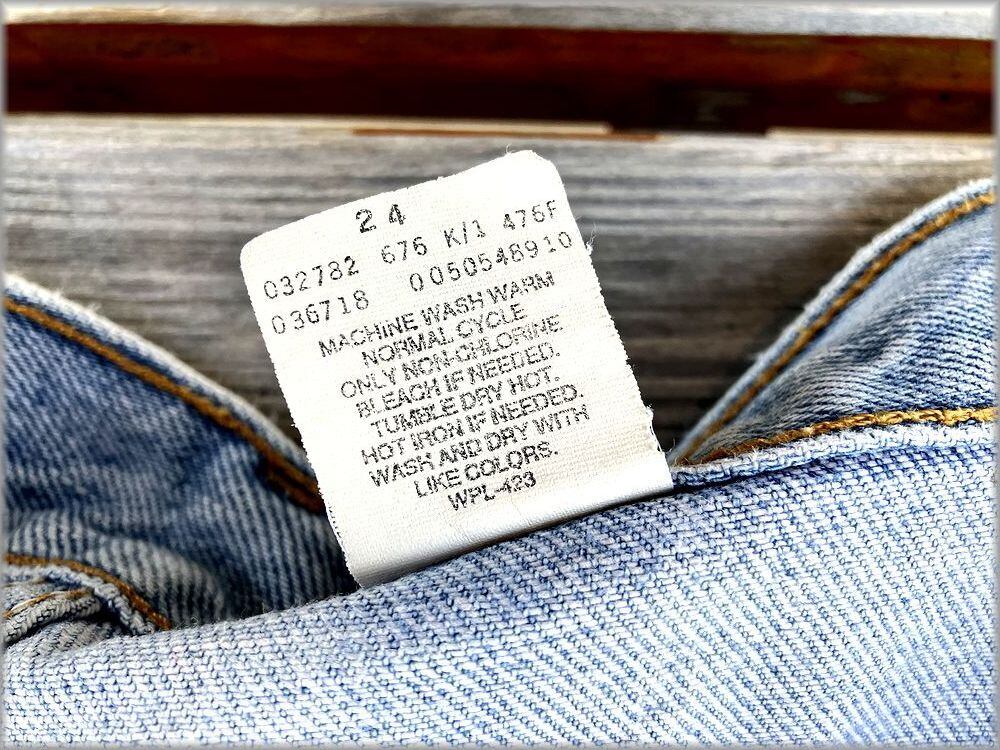 24
032782 676 K/1 476F
036718 0050548910
MACHINE WASH WARM
NORMAL CYCLE
ONLY NON-CHLORINE
BLEACH IF NEEDED.
TUMBLE DRY HOT.
HOT IRON IF NEEDED.
WASH AND DRY WITH
LIKE COLORS.
WPL-423